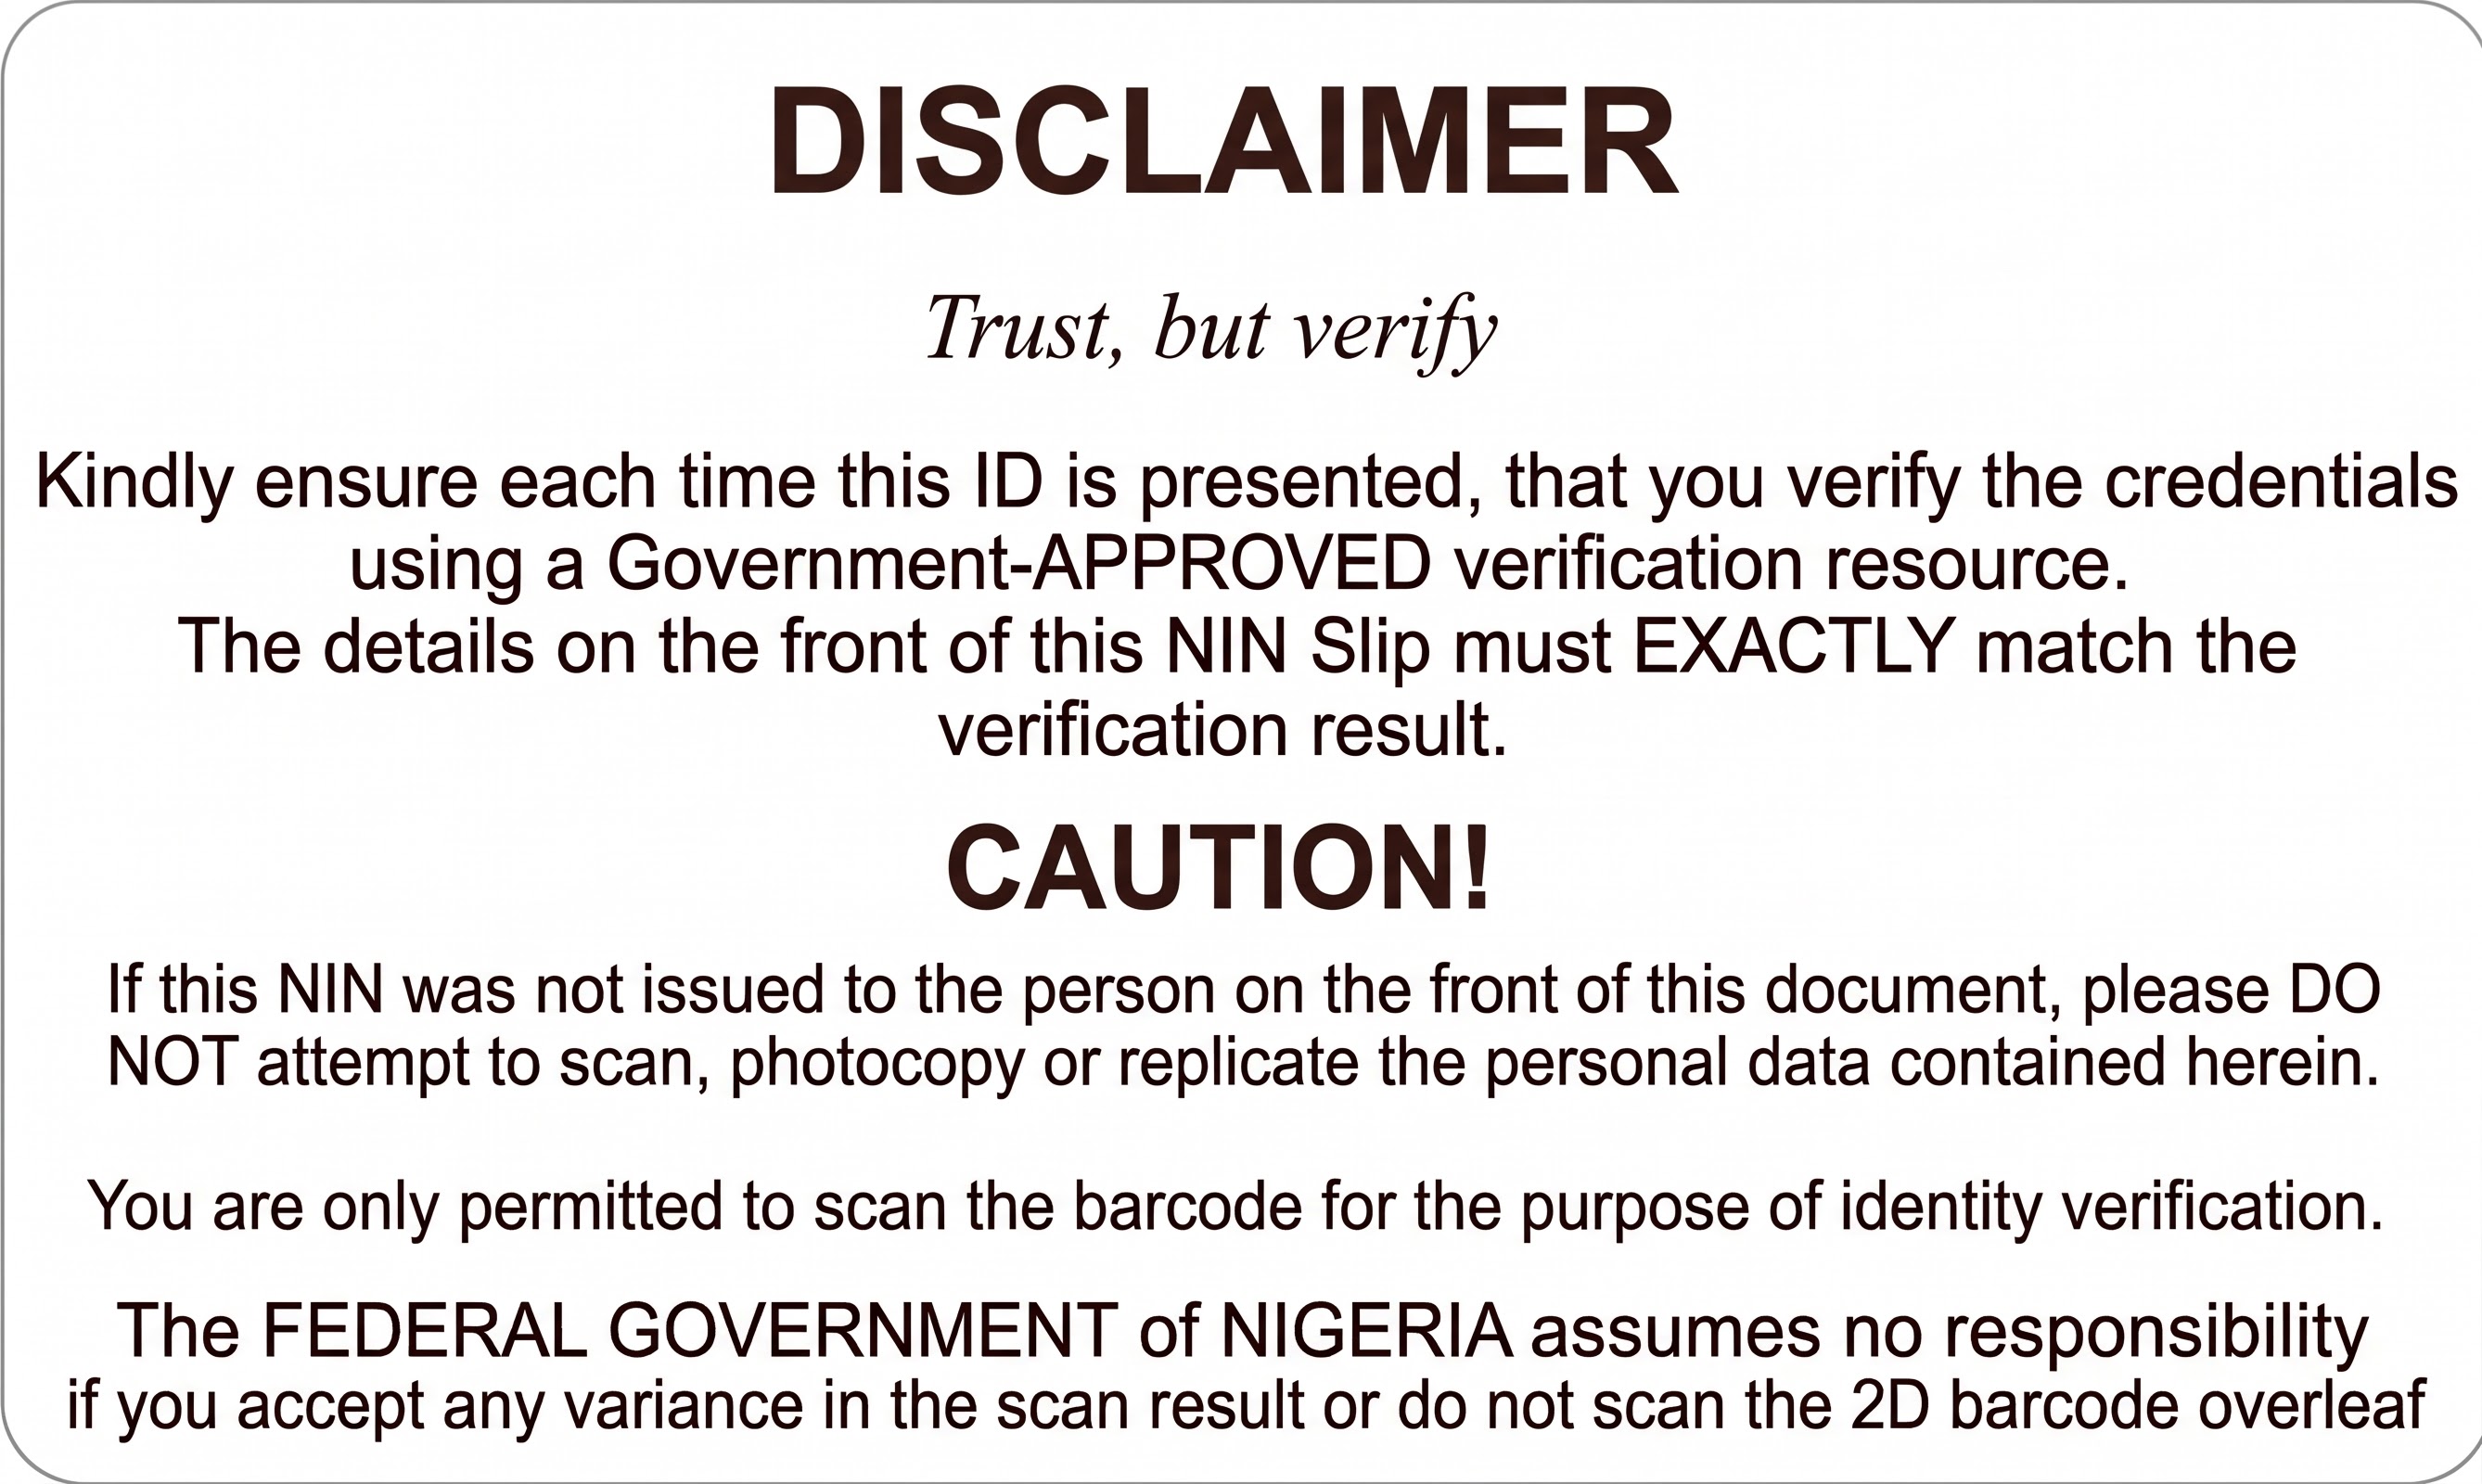 DISCLAIMER
Trust, but verify
Kindly ensure each time this ID is presented, that you verify the credentials
using a Government-APPROVED verification resource.
The details on the front of this NIN Slip must EXACTLY match the
verification result.
CAUTION!
If this NIN was not issued to the person on the front of this document, please DO
NOT attempt to scan, photocopy or replicate the personal data contained herein.
You are only permitted to scan the barcode for the purpose of identity verification.
The FEDERAL GOVERNMENT of NIGERIA assumes no responsibility
if you accept any variance in the scan result or do not scan the 2D barcode overleaf